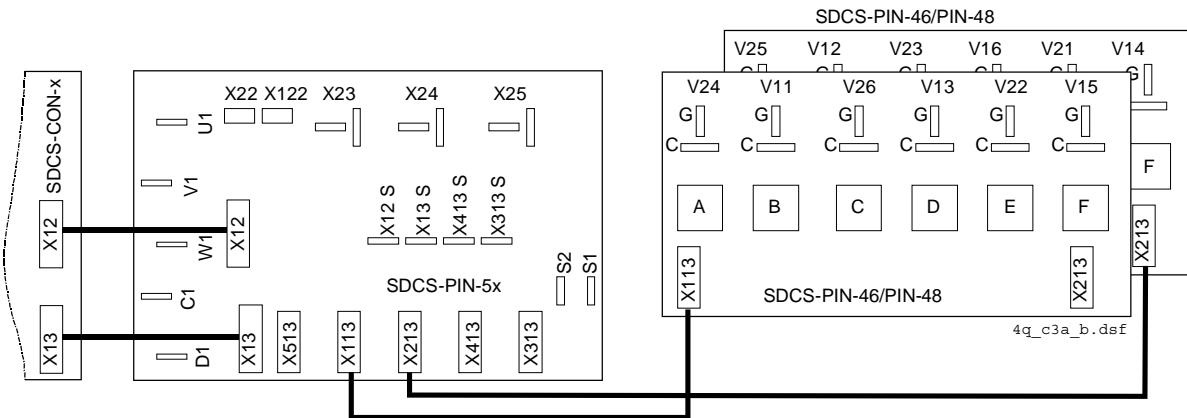 SDCS-PIN-46/PIN-48
V25 V12 V23 V16 V21 V14
G G G G G
V24 V11 V26 V13 V22 V15
G G G G G G
C C C C C C
F
A B C D E F
X213
X113 X213
SDCS-PIN-46/PIN-48
4q_c3a_b.dsf
SDCS-CON-x
X12
X13
U1
V1
W1
C1
D1
X22 X122 X23 X24 X25
X12
X12 S X13 S X413 S X313 S
S2 S1
SDCS-PIN-5x
X13 X513 X113 X213 X413 X313